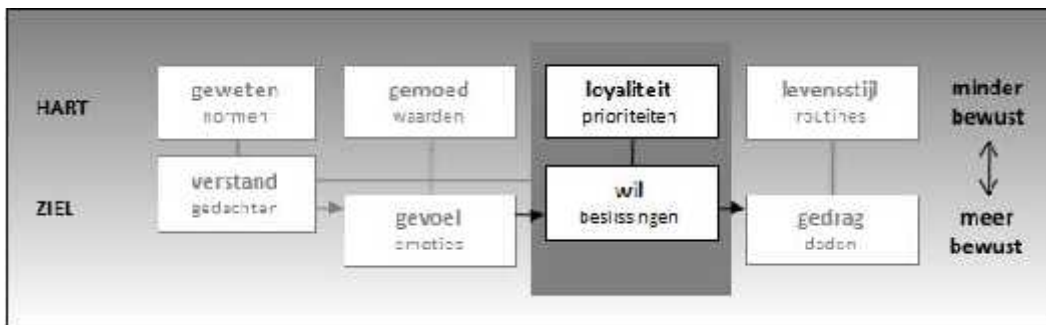 HART
geweten
normen
gemoed
waarden
loyaliteit
prioriteiten
levensstijl
routines
minder
bewust
ZIEL
verstand
gedachten
gevoel
emoties
wil
beslissingen
gedrag
daden
meer
bewust